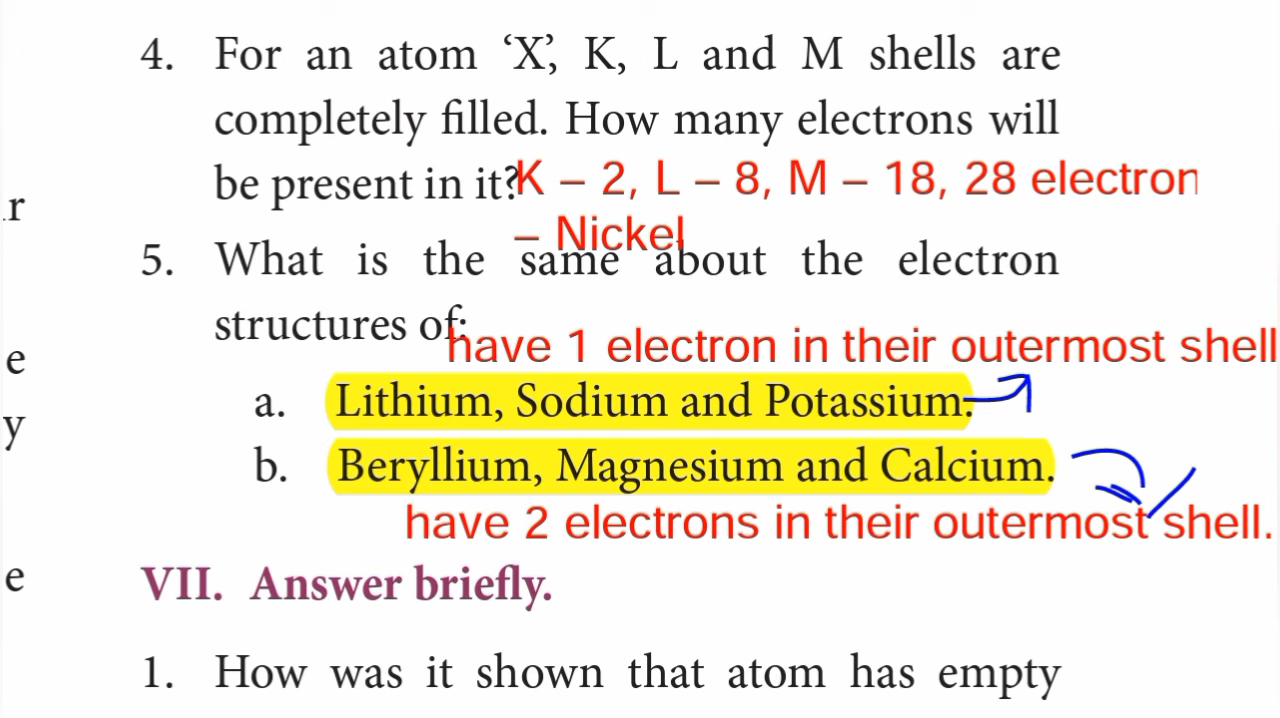 4. For an atom ‘X’, K, L and M shells are
completely filled. How many electrons will
be present in it? K – 2, L – 8, M – 18, 28 electron
– Nickel
5. What is the same about the electron
structures of:
have 1 electron in their outermost shell
a. Lithium, Sodium and Potassium.
b. Beryllium, Magnesium and Calcium.
have 2 electrons in their outermost shell.
VII. Answer briefly.
1. How was it shown that atom has empty